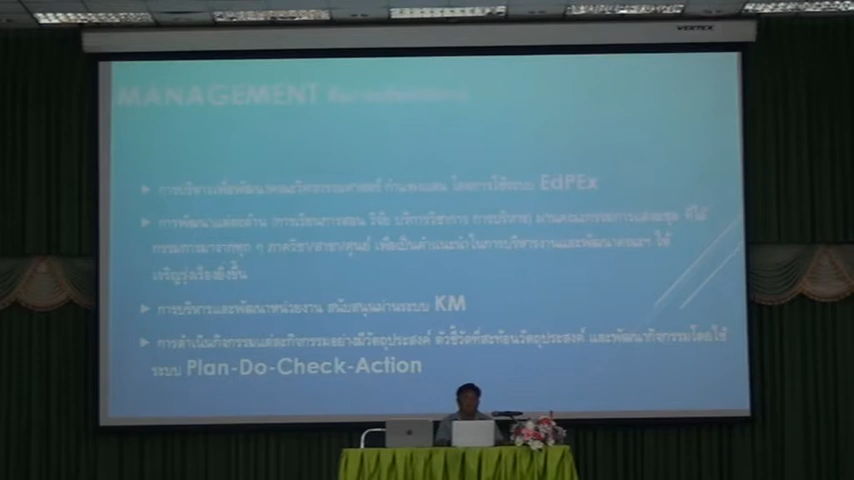 VERTEX
MANAGEMENT
การบริหารเพื่อพัฒนาคณะวิศวกรรมศาสตร์ กำแพงแสน โดยการใช้ระบบ EdPEx
การพัฒนาแต่ละด้าน (การเรียนการสอน วิจัย บริการวิชาการ การบริหาร) ผ่านคณะกรรมการแต่ละชุด ที่ได้
กรรมการมาจากทุก ๆ ภาควิชา/สาขา/ศูนย์ เพื่อเป็นคำแนะนำในการบริหารงานและพัฒนาคณะฯ ให้
เจริญรุ่งเรืองยิ่งขึ้น
การบริหารและพัฒนาหน่วยงาน สนับสนุนผ่านระบบ KM
การดำเนินกิจกรรมแต่ละกิจกรรมอย่างมีวัตถุประสงค์ ตัวชี้วัดที่สะท้อนวัตถุประสงค์ และพัฒนากิจกรรมโดยใช้
ระบบ Plan-Do-Check-Action